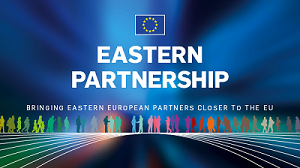 EASTERN
PARTNERSHIP
BRINGING EASTERN EUROPEAN PARTNERS CLOSER TO THE EU